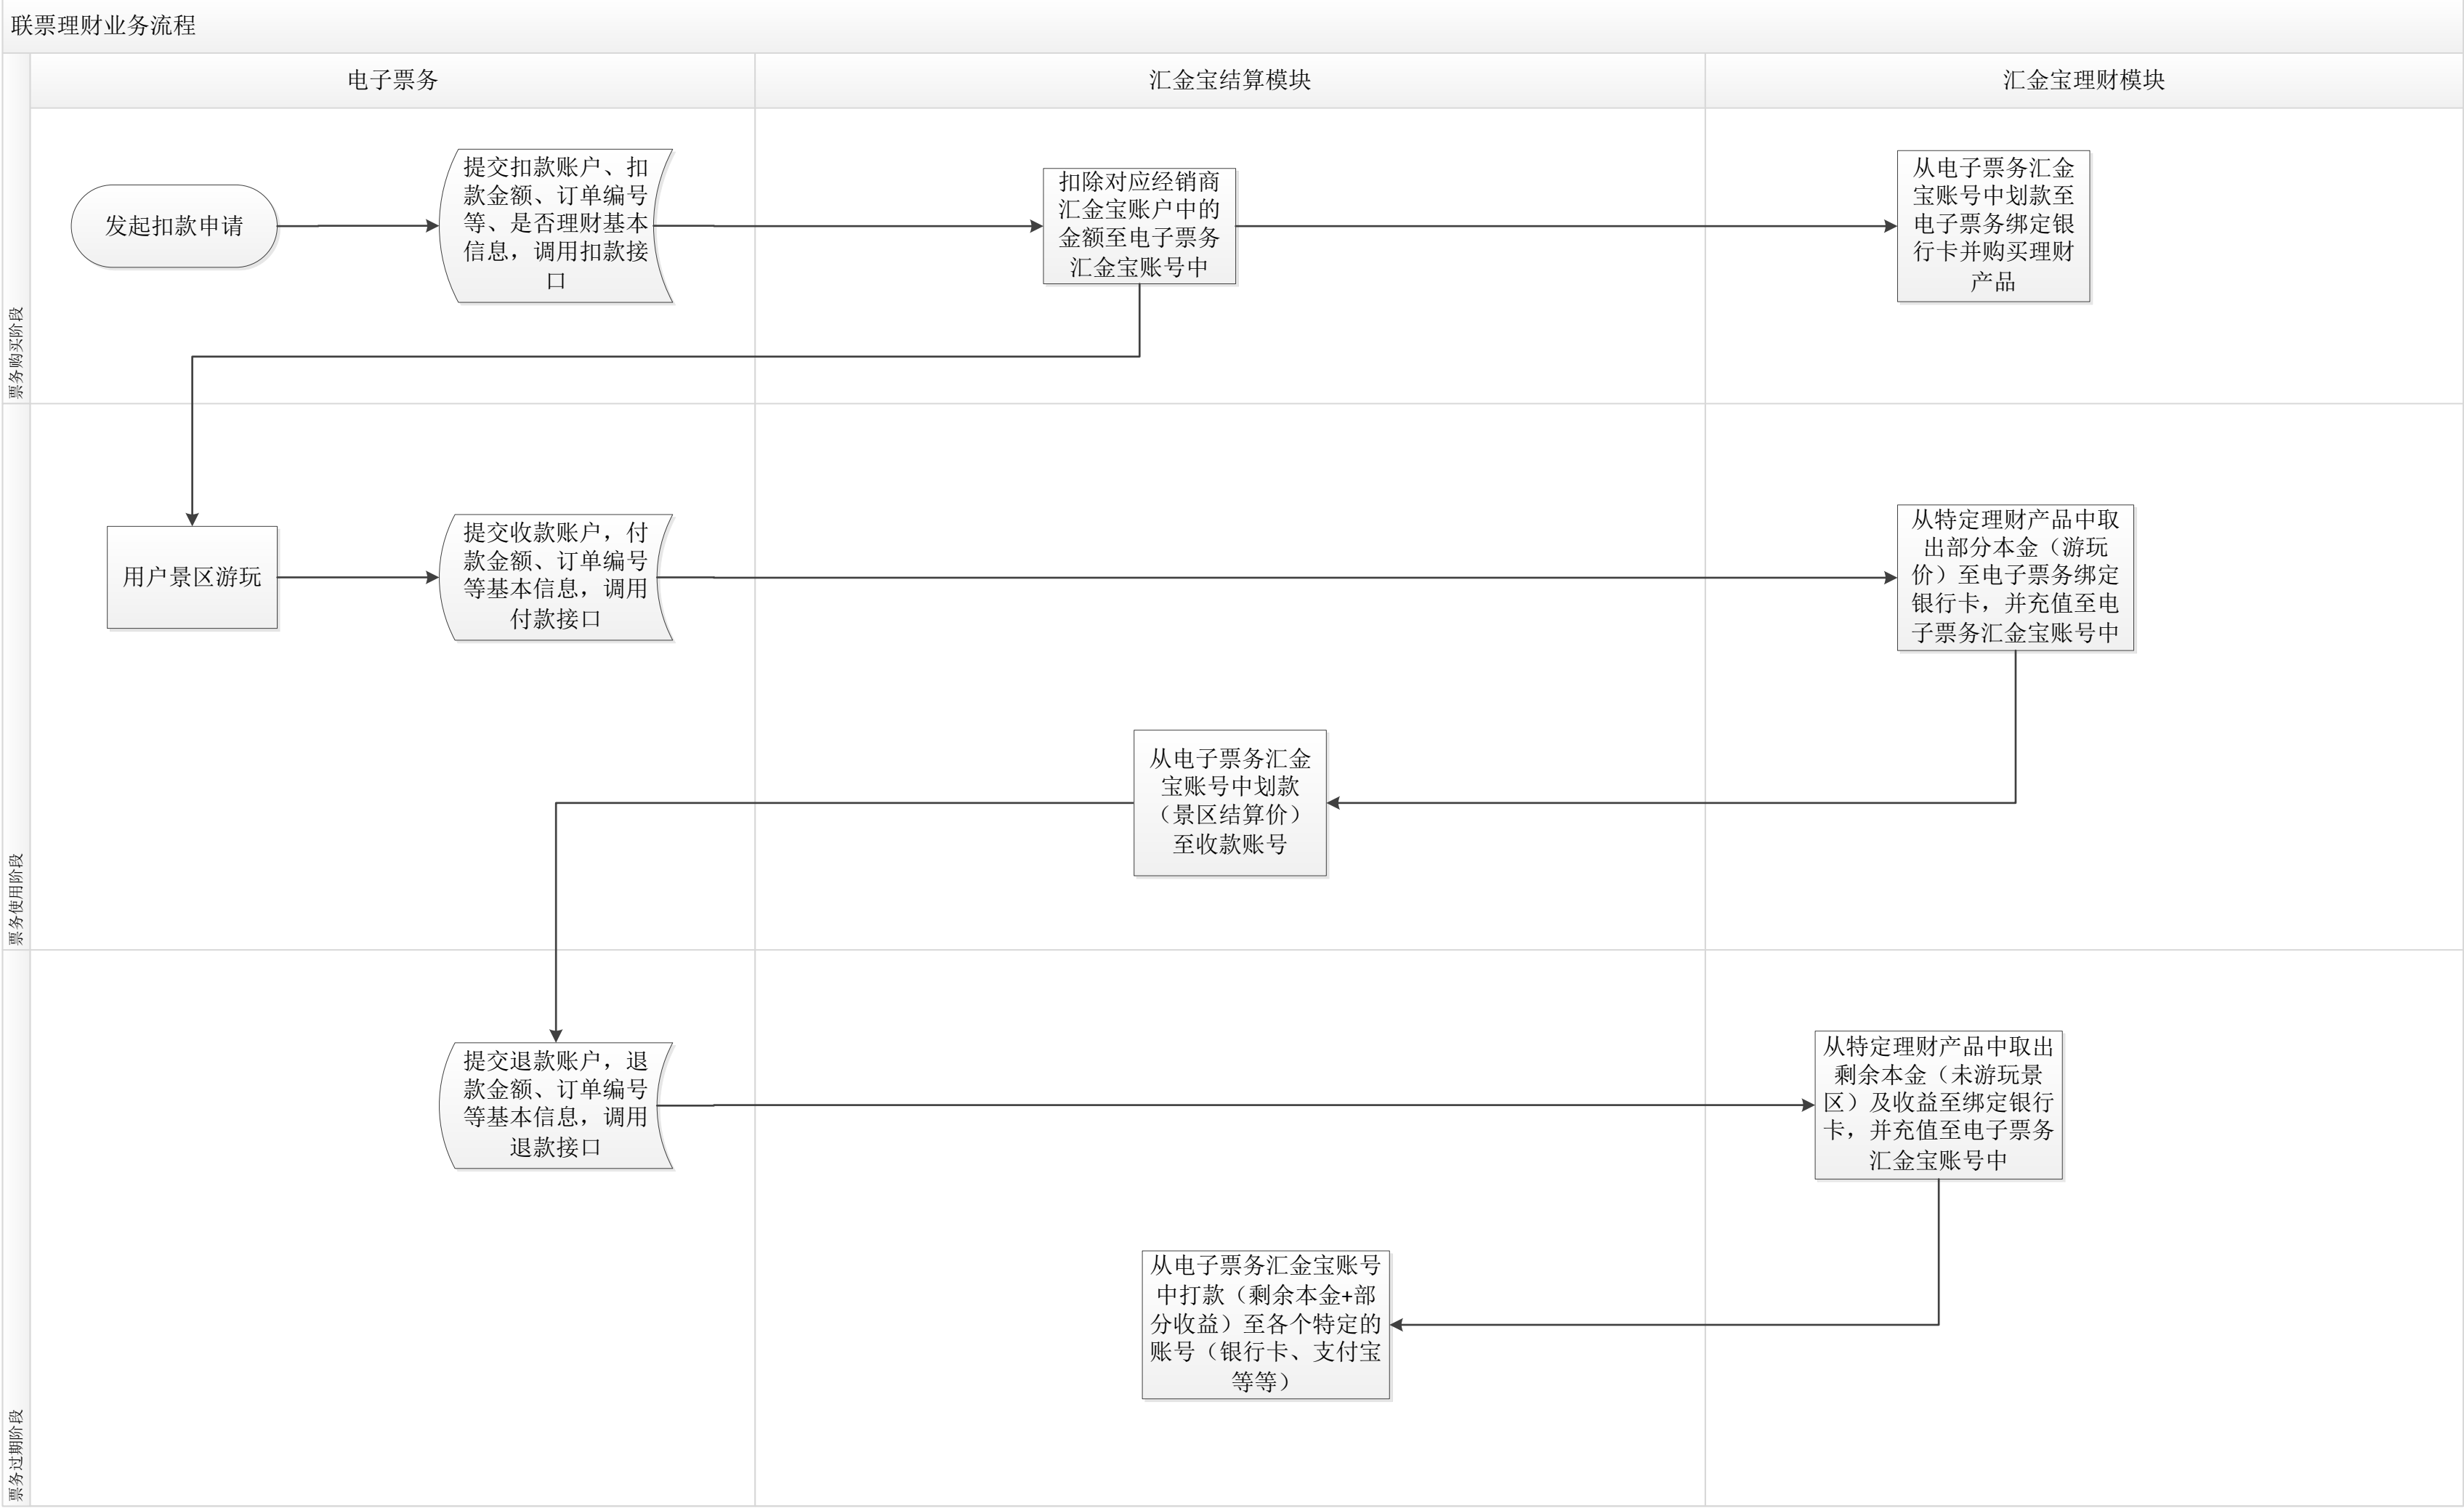 联票理财业务流程
电子票务
汇金宝结算模块
汇金宝理财模块
票务购买阶段
发起扣款申请
提交扣款账户、扣
款金额、订单编号
等、是否理财基本
信息，调用扣款接
口
扣除对应经销商
汇金宝账户中的
金额至电子票务
汇金宝账号中
从电子票务汇金
宝账号中划款至
电子票务绑定银
行卡并购买理财
产品
票务使用阶段
用户景区游玩
提交收款账户，付
款金额、订单编号
等基本信息，调用
付款接口
从特定理财产品中取
出部分本金（游玩
价）至电子票务绑定
银行卡，并充值至电
子票务汇金宝账号中
从电子票务汇金
宝账号中划款
（景区结算价）
至收款账号
票务过期阶段
提交退款账户，退
款金额、订单编号
等基本信息，调用
退款接口
从特定理财产品中取出
剩余本金（未游玩景
区）及收益至绑定银行
卡，并充值至电子票务
汇金宝账号中
从电子票务汇金宝账号
中打款（剩余本金+部
分收益）至各个特定的
账号（银行卡、支付宝
等等）